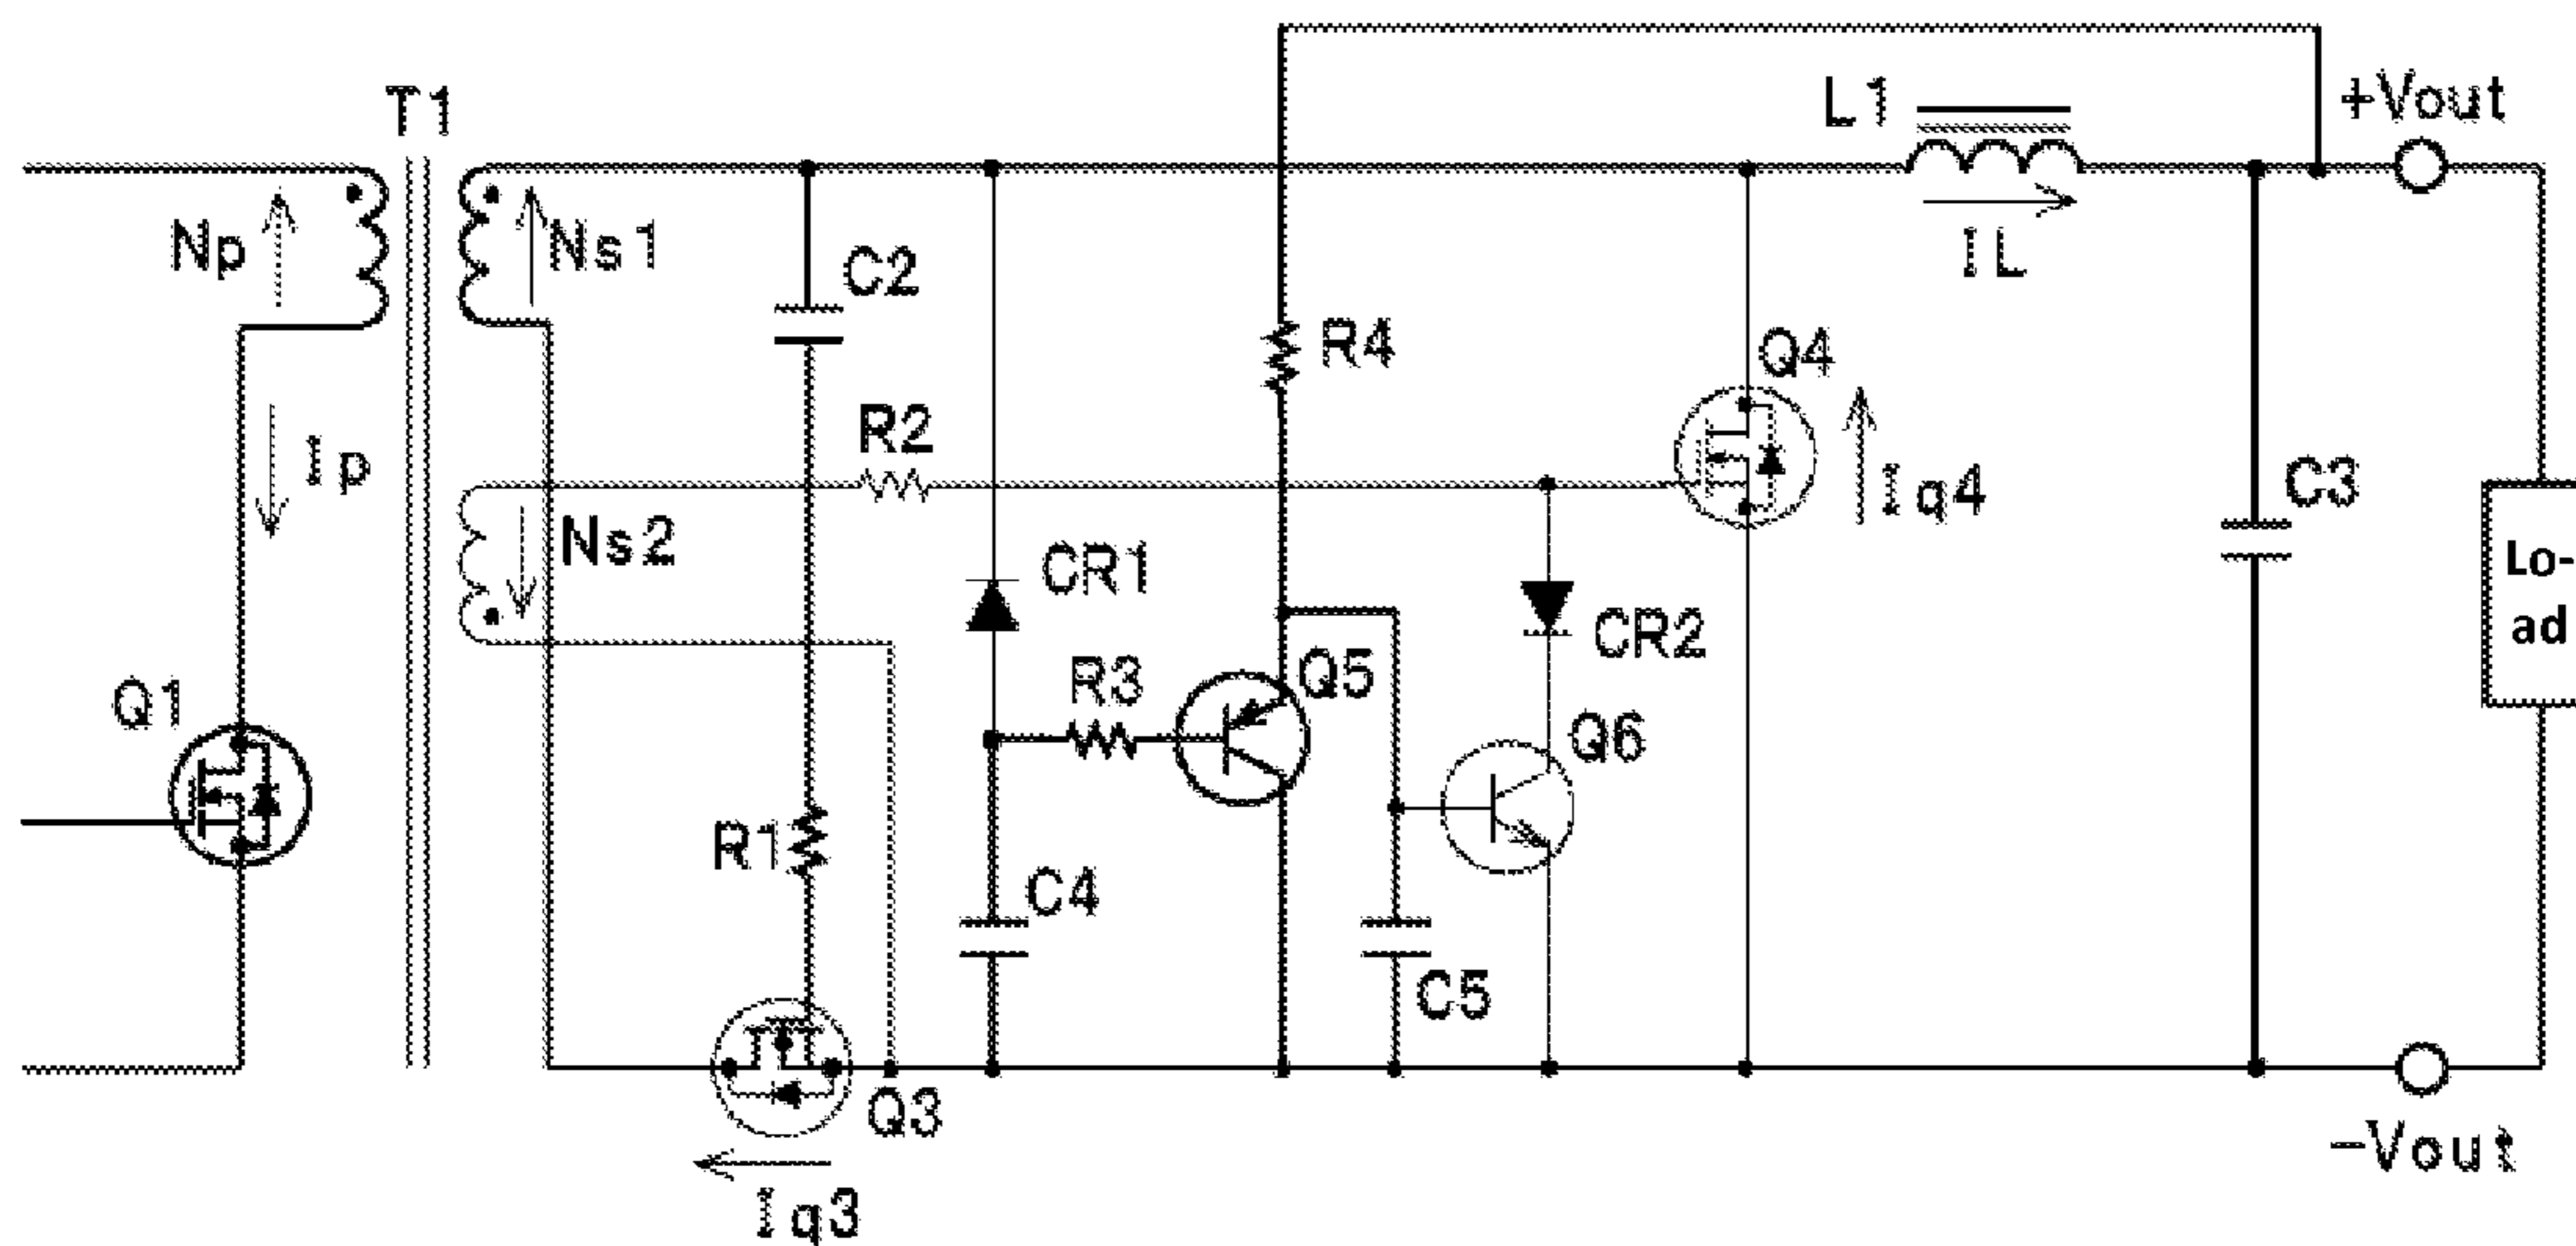 T1
L1
+Vout
Np
Ns1
C2
IL
R4
Q4
Ip
R2
C3
Iq4
Ns2
CR1
Lo-
ad
CR2
Q1
R3
Q5
Q6
R1
C4
C5
Q3
-Vout
Iq3